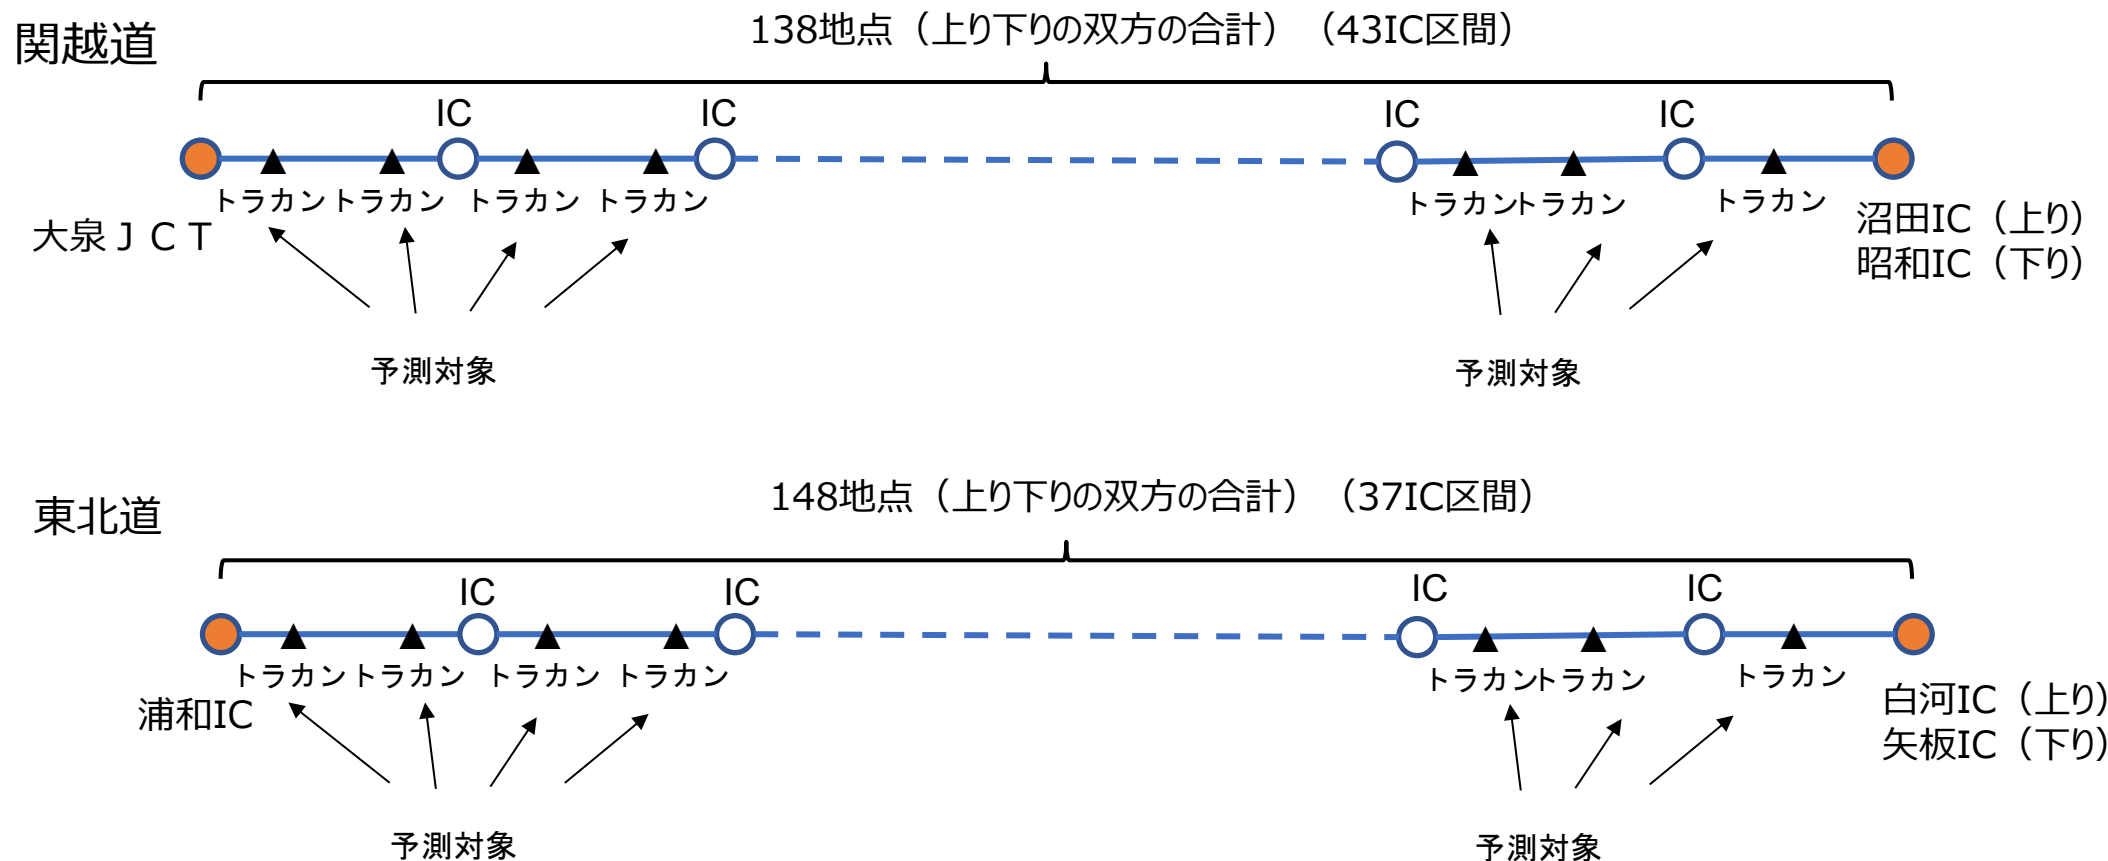 関越道
138地点（上り下りの双方の合計）（43IC区間）
IC
IC
IC
IC
トラカン
トラカン
トラカン
トラカン
トラカン
トラカン
トラカン
大泉ＪＣＴ
沼田IC（上り）
昭和IC（下り）
予測対象
予測対象
東北道
148地点（上り下りの双方の合計）（37IC区間）
IC
IC
IC
IC
トラカン
トラカン
トラカン
トラカン
トラカン
トラカン
トラカン
浦和IC
白河IC（上り）
矢板IC（下り）
予測対象
予測対象